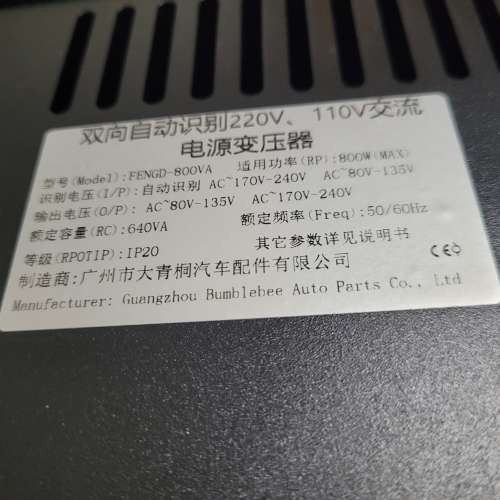 双向自动识别220V、110V交流
电源变压器
型号(Model):FENGD-800VA 适用功率(RP):800W(MAX)
识别电压(I/P):自动识别 AC~170V-240V AC~80V-135V
输出电压(O/P): AC~80V-135V AC~170V-240V
额定容量(RC):640VA 额定频率(Freq):50/60Hz
等级(RPOTIP):IP20 其它参数详见说明书
制造商:广州市大青桐汽车配件有限公司 CE
Manufacturer: Guangzhou Bumblebee Auto Parts Co., Ltd